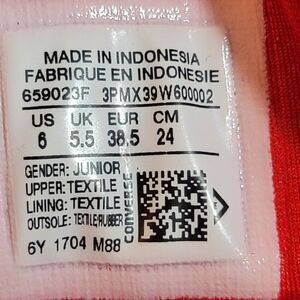 MADE IN INDONESIA
FABRIQUE EN INDONESIE
659023F 3PMX39W600002
US UK EUR CM
6 5.5 38.5 24
GENDER: JUNIOR
UPPER: TEXTILE
LINING: TEXTILE
OUTSOLE: TEXTILE/RUBBER
6Y 1704 M88
CONVERSE